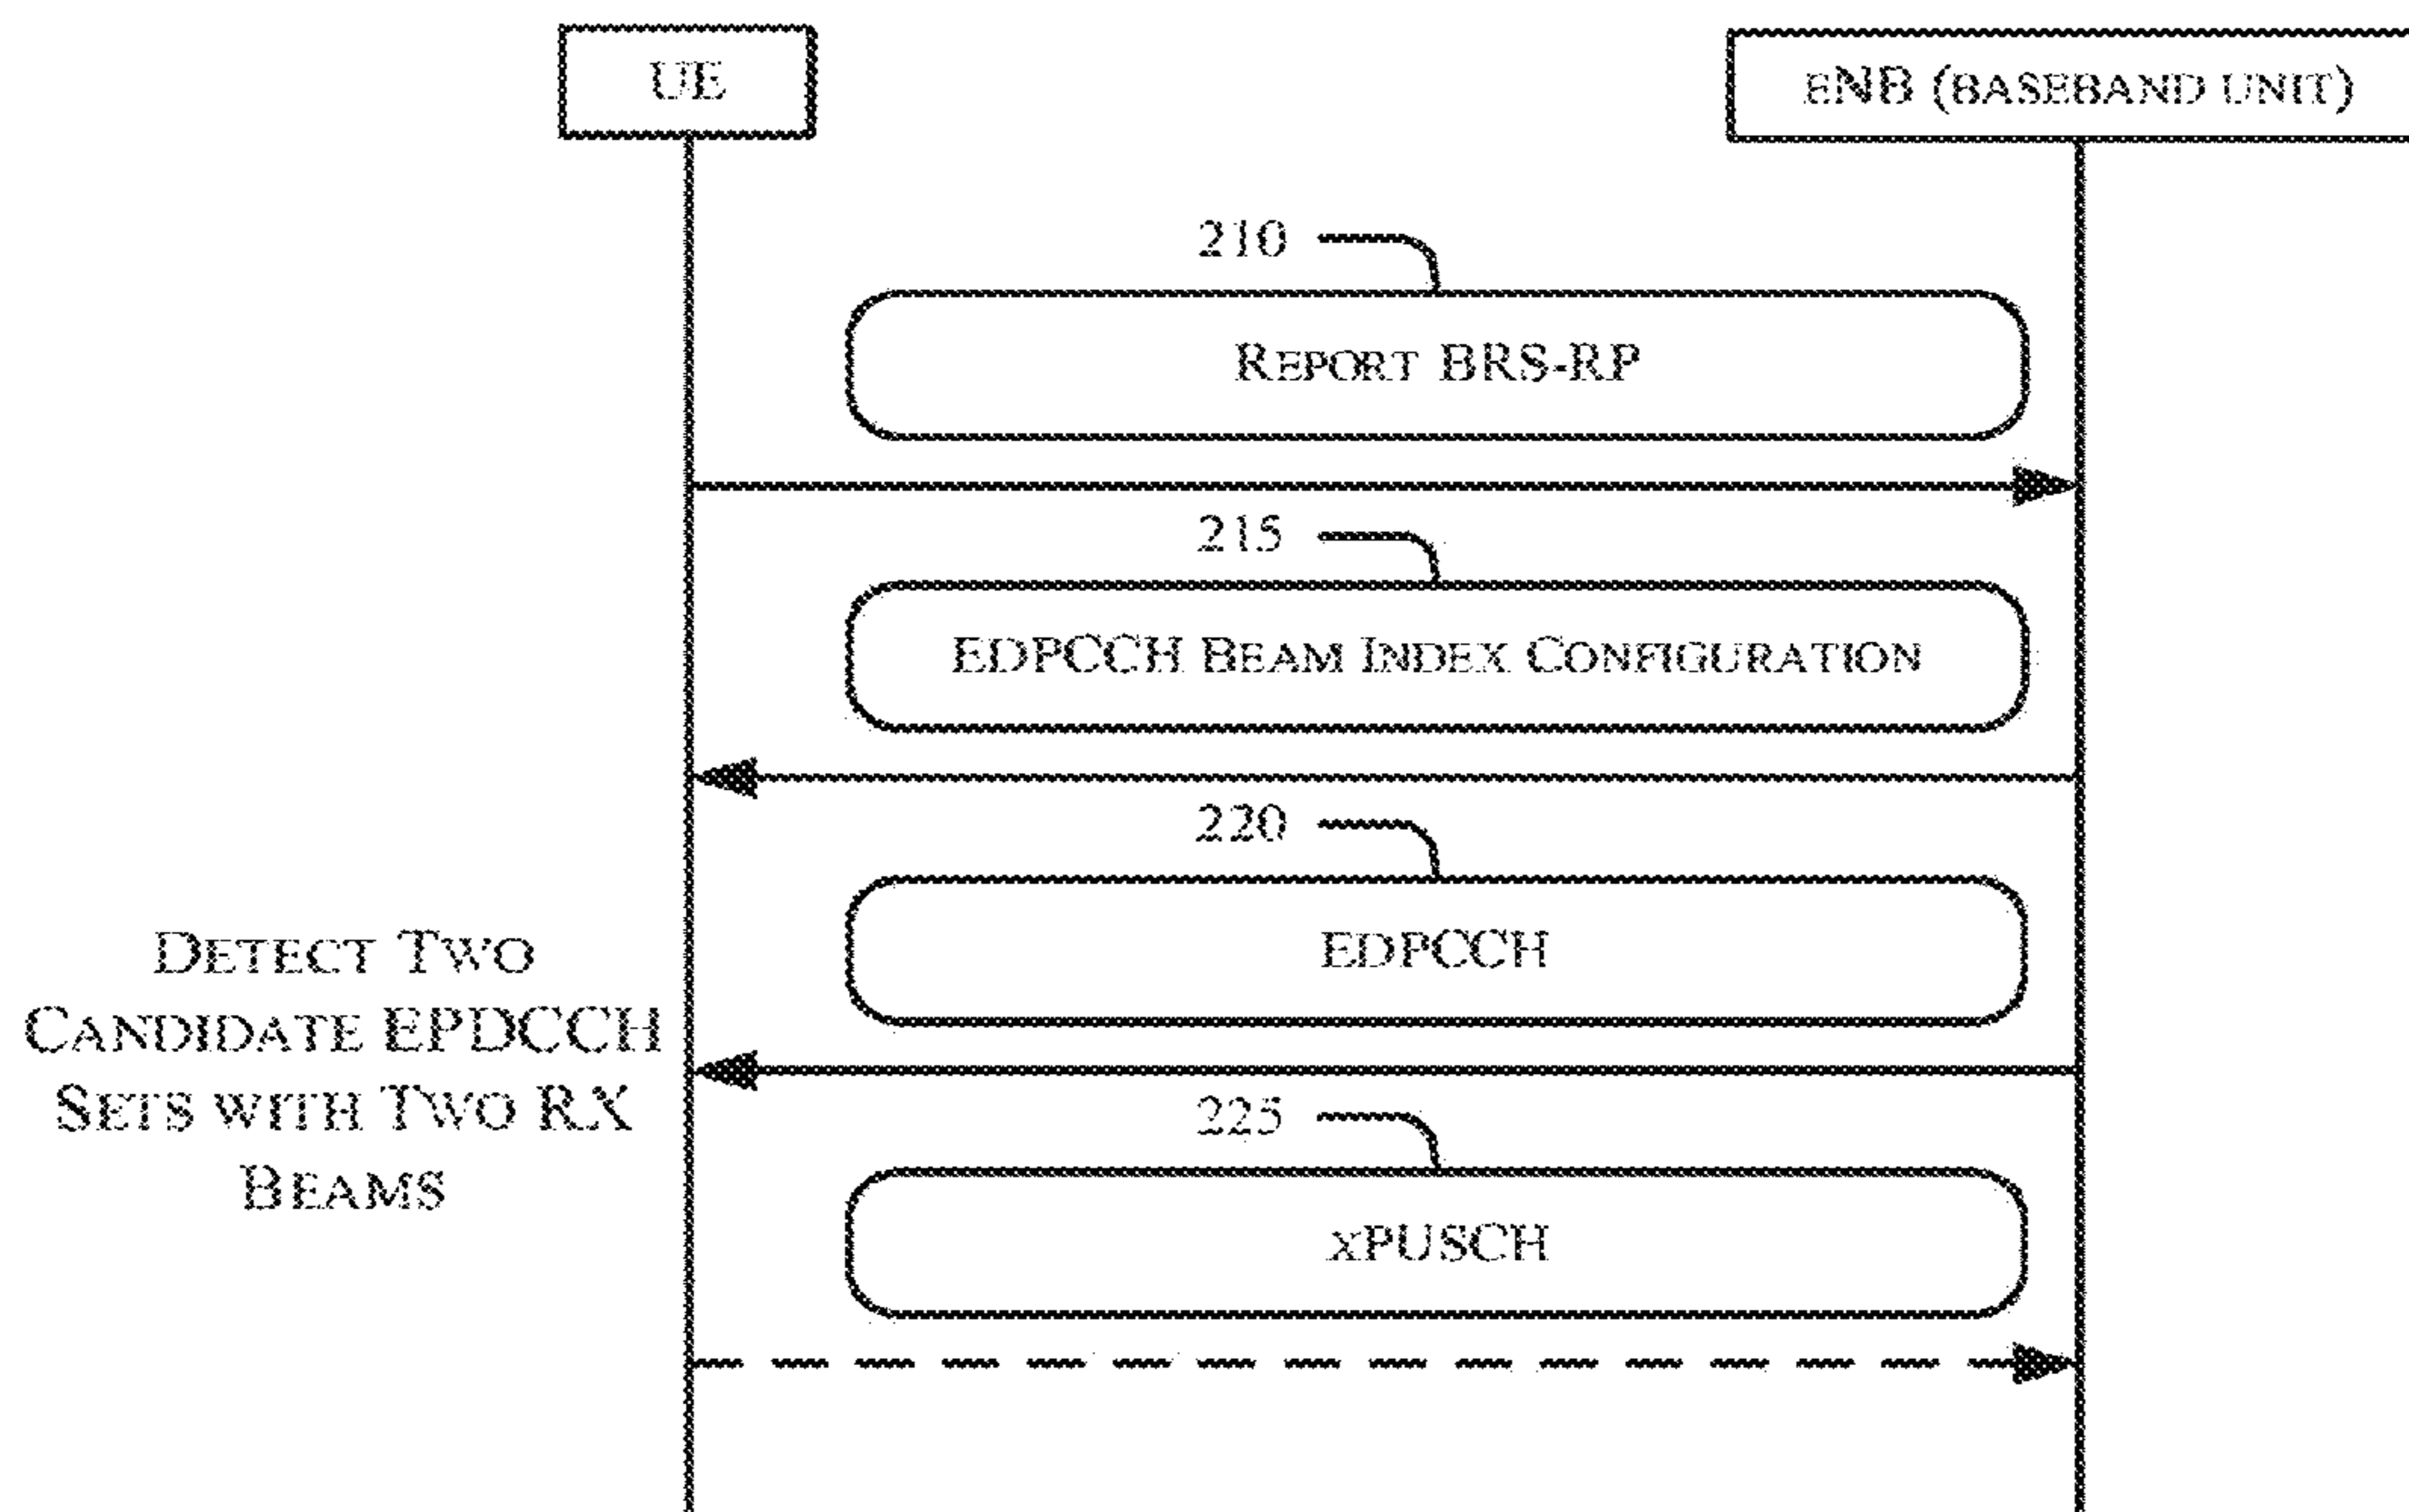 UE
eNB (BASEBAND UNIT)
210
REPORT BRS-RP
215
EDPCCH BEAM INDEX CONFIGURATION
220
EDPCCH
DETECT TWO
CANDIDATE EPDCCH
SETS WITH TWO RX
BEAMS
225
xPUSCH